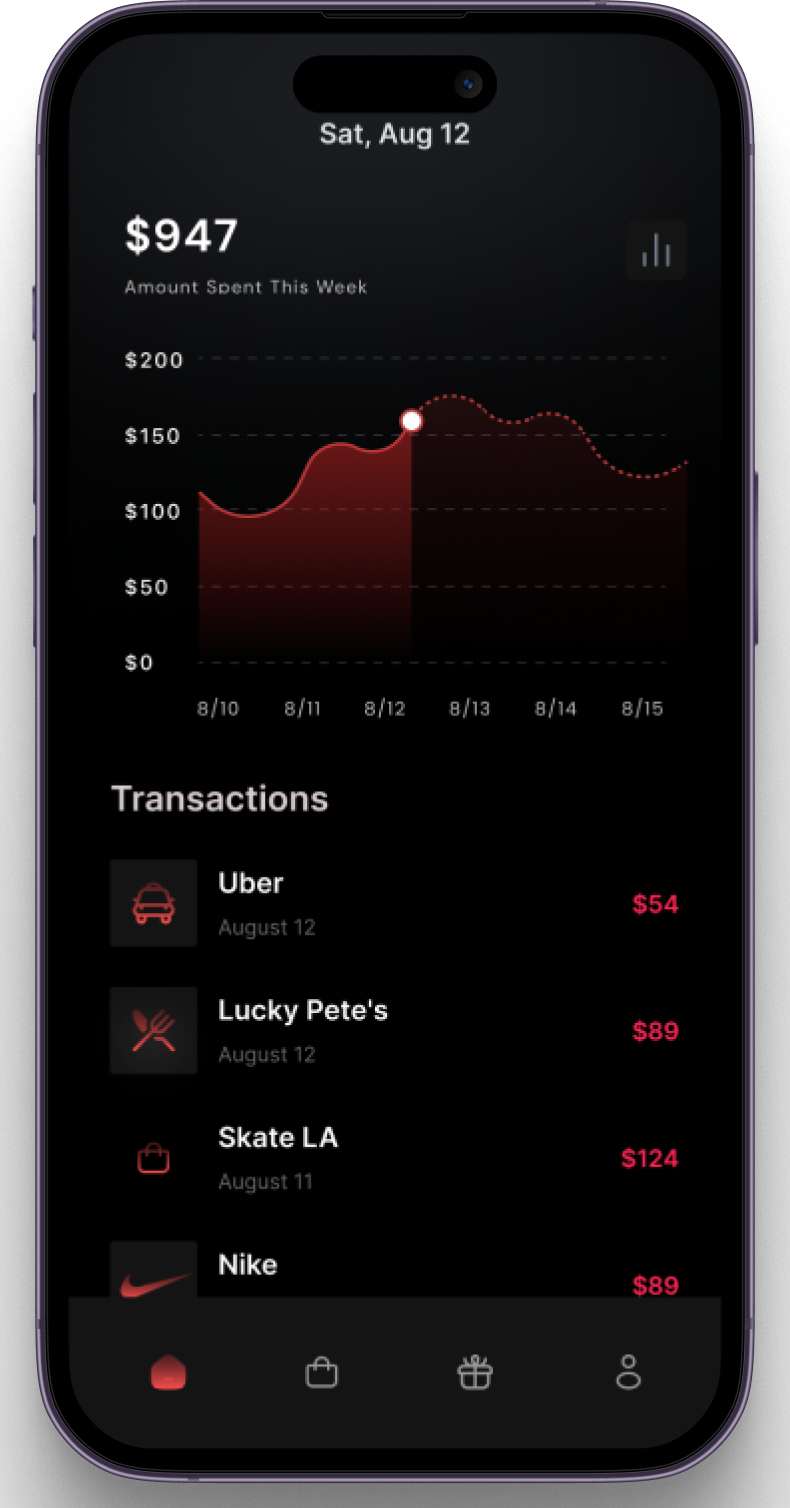 Sat, Aug 12
$947
Amount Spent This Week
$200
$150
$100
$50
$0
8/10 8/11 8/12 8/13 8/14 8/15
Transactions
Uber
$54
August 12
Lucky Pete's
$89
August 12
Skate LA
$124
August 11
Nike
$89